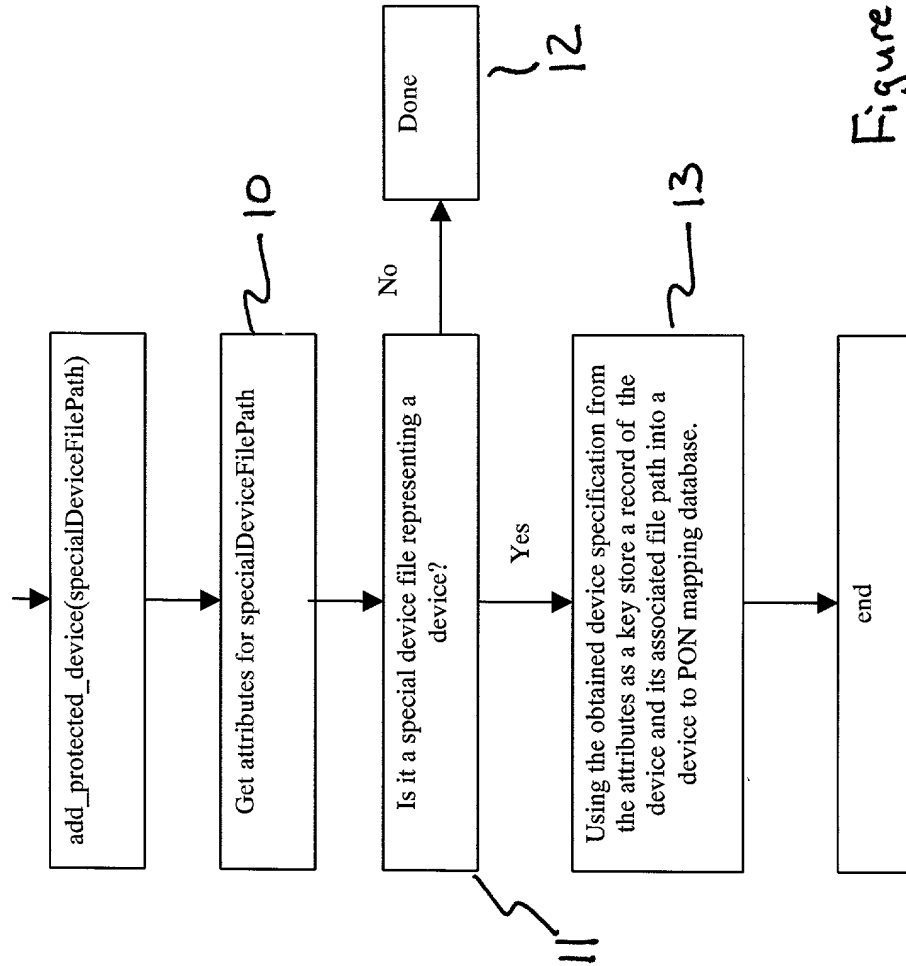 add_protected_device(specialDeviceFilePath)
Get attributes for specialDeviceFilePath
10
Is it a special device file representing a
device?
11
No
Done
12
Yes
Using the obtained device specification from
the attributes as a key store a record of the
device and its associated file path into a
device to PON mapping database.
13
end
Figure